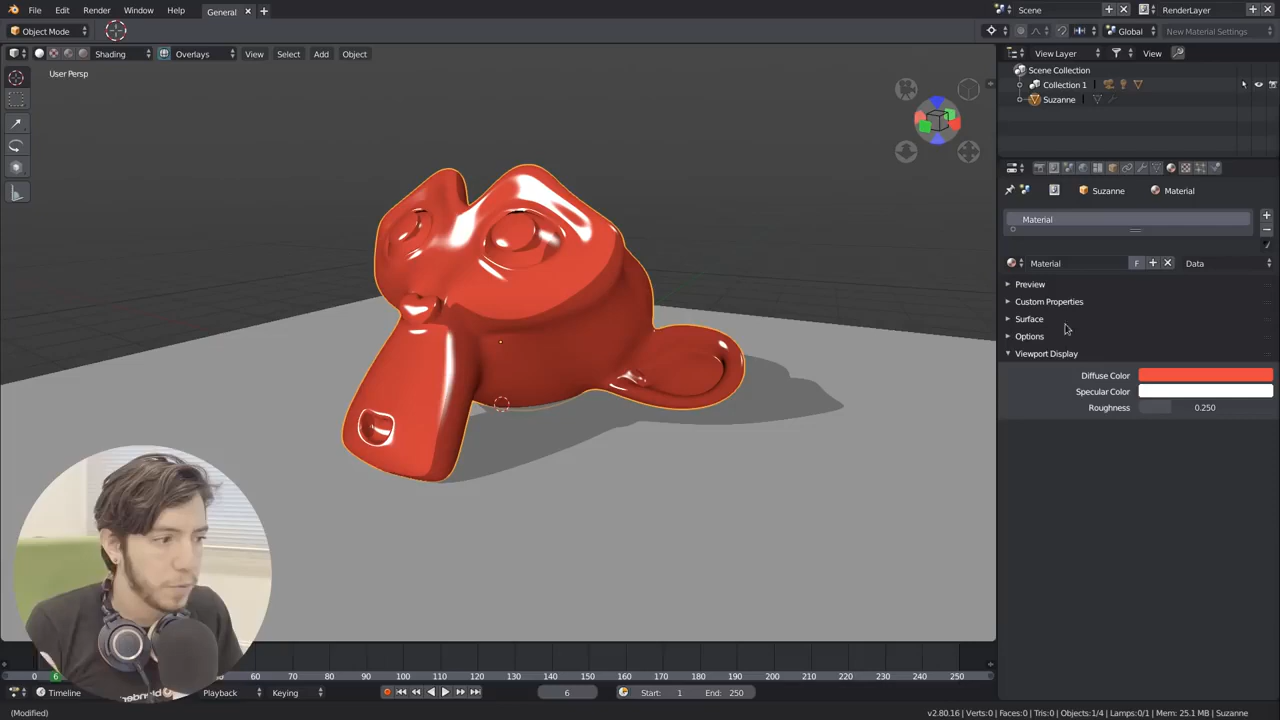 File Edit Render Window Help General Scene RenderLayer
Object Mode Global New Material Settings
Shading Overlays View Select Add Object View Layer View
User Persp
Scene Collection
Collection 1
Suzanne
Suzanne Material
Material
Material F Data
Preview
Custom Properties
Surface
Options
Viewport Display
Diffuse Color
Specular Color
Roughness 0.250
0 6 20 30 40 50 60 70 80 90 100 110 120 130 140 150 160 170 180 190 200 210 220 230 240 250
Timeline Playback Keying 6 Start: 1 End: 250
(Modified) v2.80.16 | Verts:0 | Faces:0 | Tris:0 | Objects:1/4 | Lamps:0/1 | Mem: 25.1 MB | Suzanne